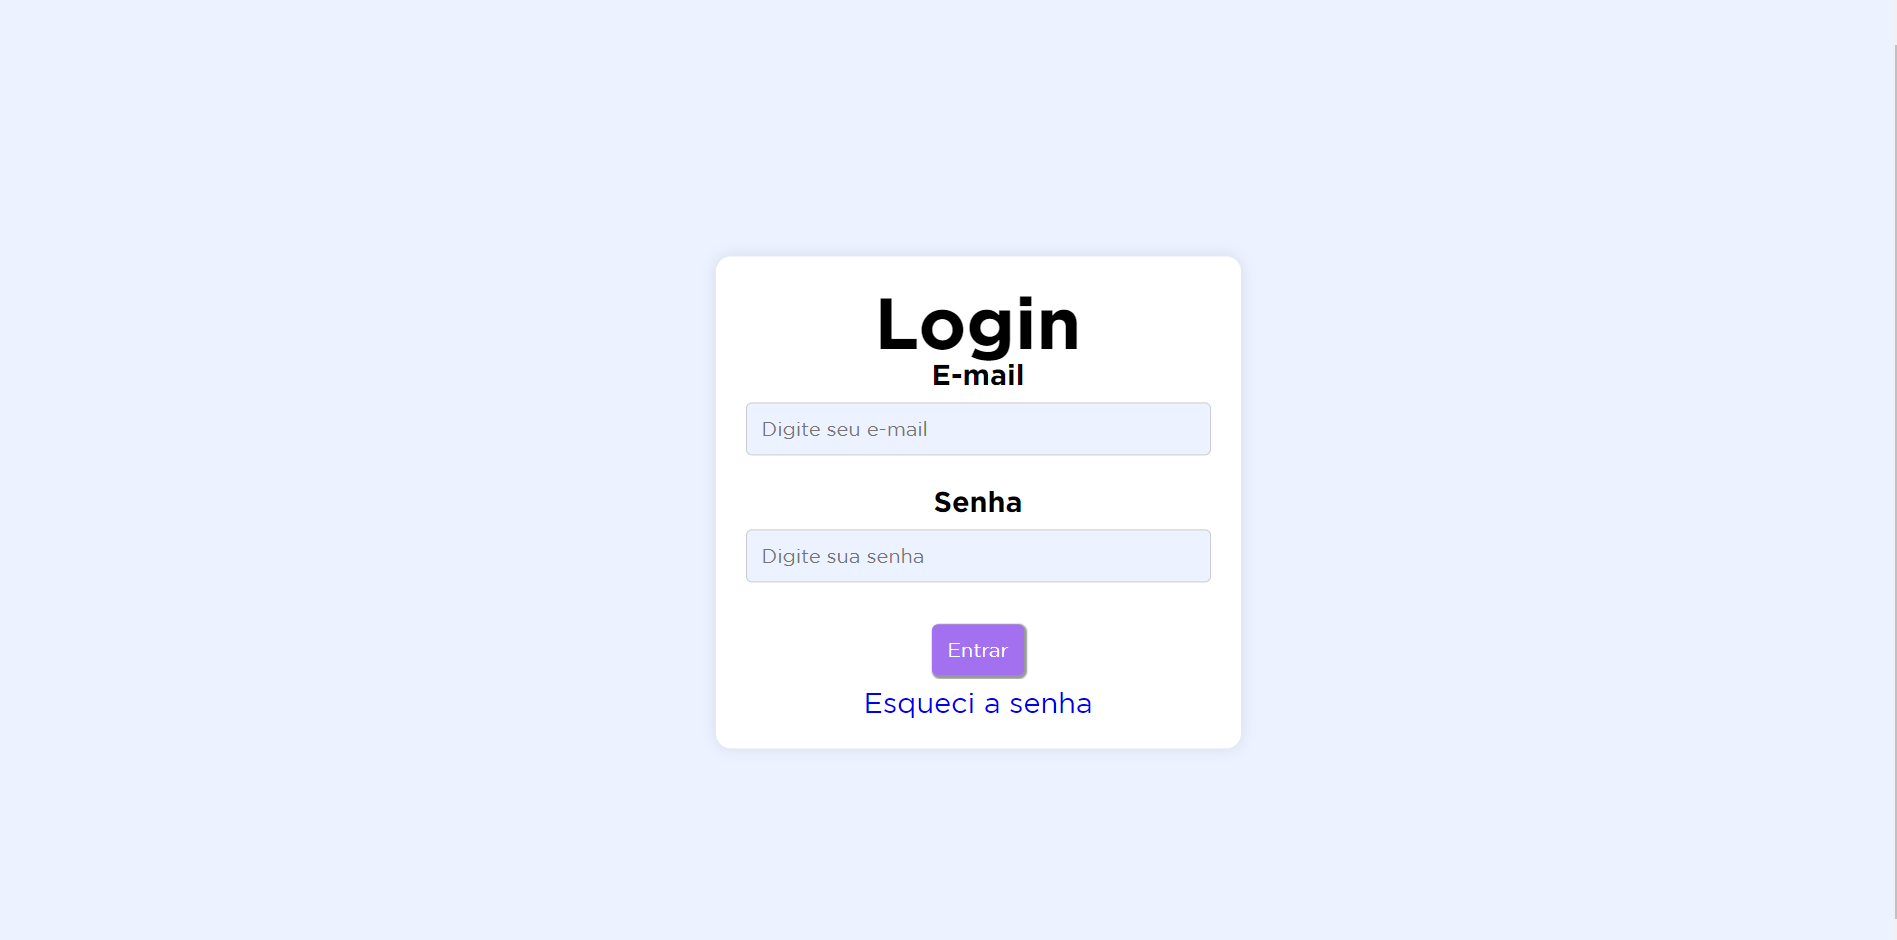 Login
E-mail
Digite seu e-mail
Senha
Digite sua senha
Entrar
Esqueci a senha